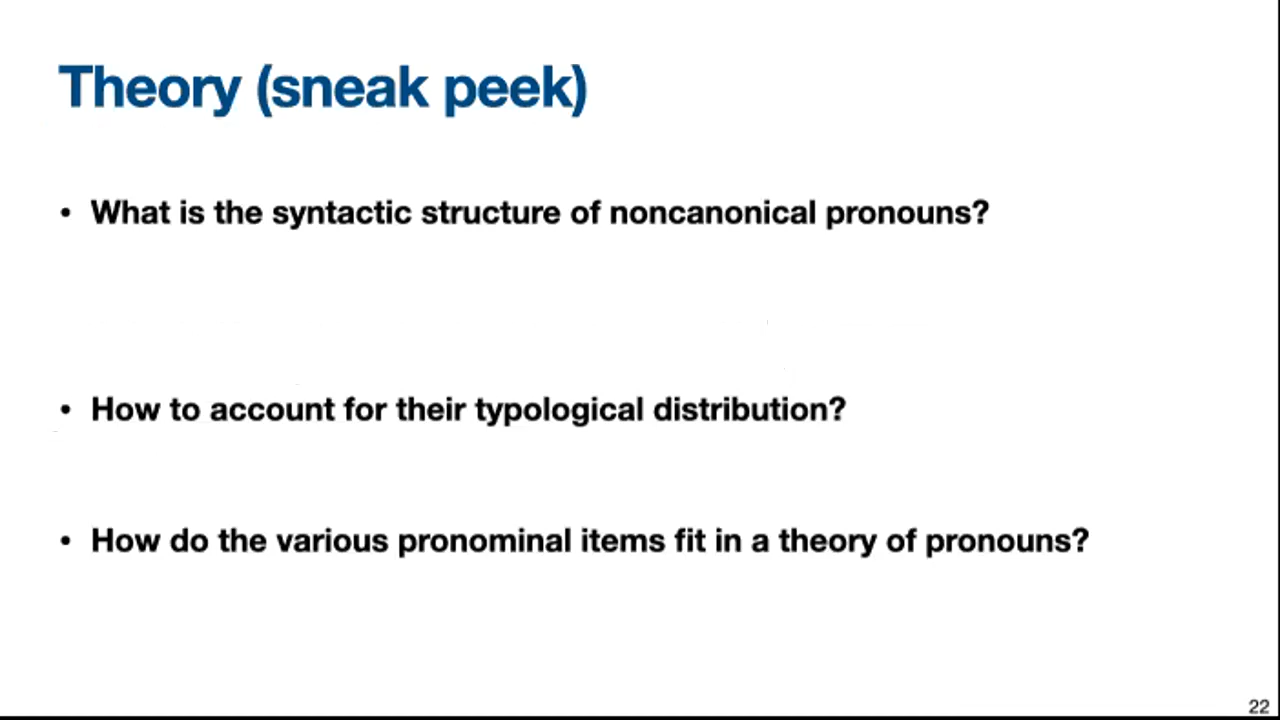 Theory (sneak peek)
• What is the syntactic structure of noncanonical pronouns?
• How to account for their typological distribution?
• How do the various pronominal items fit in a theory of pronouns?
22